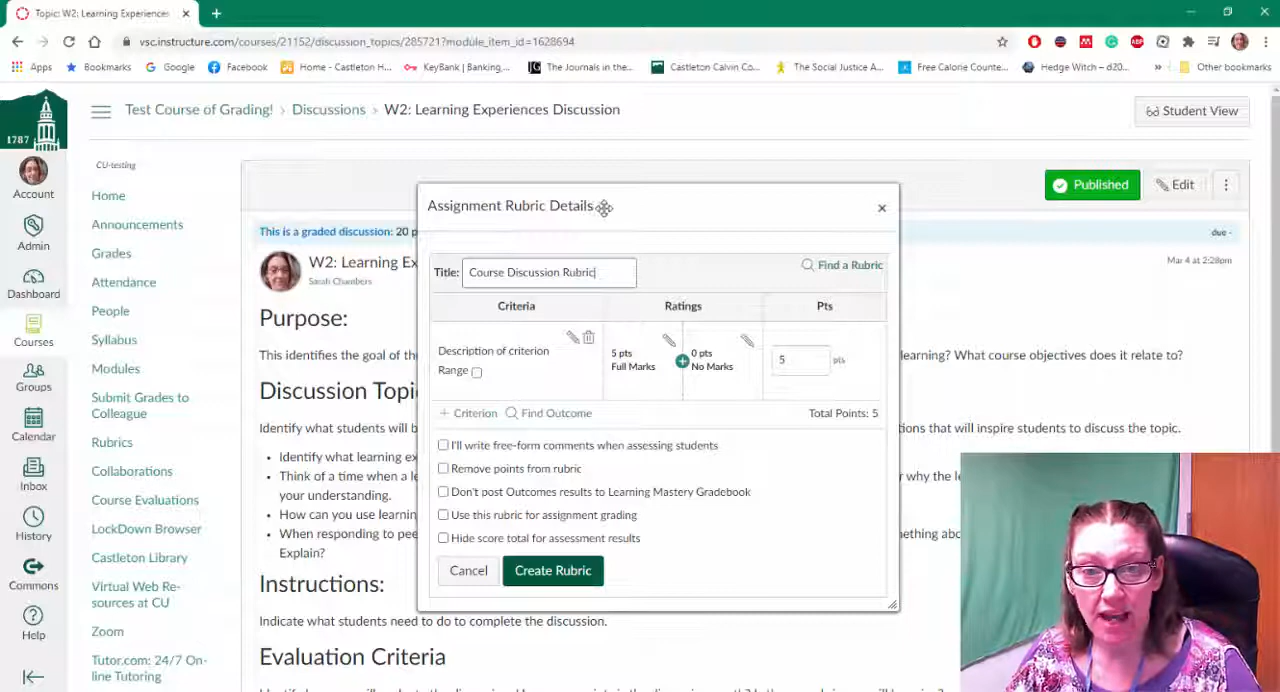 Topic: W2: Learning Experiences
vsc.instructure.com/courses/21152/discussion_topics/285721?module_item_id=1628694
Apps
Bookmarks
Google
Facebook
Home - Castleton H...
KeyBank | Banking,...
The Journals in the...
Castleton Calvin Co...
The Social Justice A...
Free Calorie Counte...
Hedge Witch – d20...
»
Other bookmarks
1787
Test Course of Grading! > Discussions > W2: Learning Experiences Discussion
Student View
Account
Admin
Dashboard
Courses
Groups
Calendar
Inbox
History
Commons
Help
CU-testing
Home
Announcements
Grades
Attendance
People
Syllabus
Modules
Submit Grades to
Colleague
Rubrics
Collaborations
Course Evaluations
LockDown Browser
Castleton Library
Virtual Web Re-
sources at CU
Zoom
Tutor.com: 24/7 On-
line Tutoring
Published
Edit
This is a graded discussion: 20 p
due -
W2: Learning Ex
Mar 4 at 2:28pm
Sarah Chambers
Purpose:
This identifies the goal of th
learning? What course objectives does it relate to?
Discussion Topi
Identify what students will b
ons that will inspire students to discuss the topic.
Identify what learning ex
Think of a time when a le
r why the le
your understanding.
How can you use learnin
When responding to pee
ething abo
Explain?
Instructions:
Indicate what students need to do to complete the discussion.
Evaluation Criteria
Assignment Rubric Details
×
Title: Course Discussion Rubric
Find a Rubric
Criteria
Ratings
Pts
Description of criterion
Range
5 pts
Full Marks
0 pts
No Marks
5 pts
+ Criterion
Find Outcome
Total Points: 5
I'll write free-form comments when assessing students
Remove points from rubric
Don't post Outcomes results to Learning Mastery Gradebook
Use this rubric for assignment grading
Hide score total for assessment results
Cancel
Create Rubric